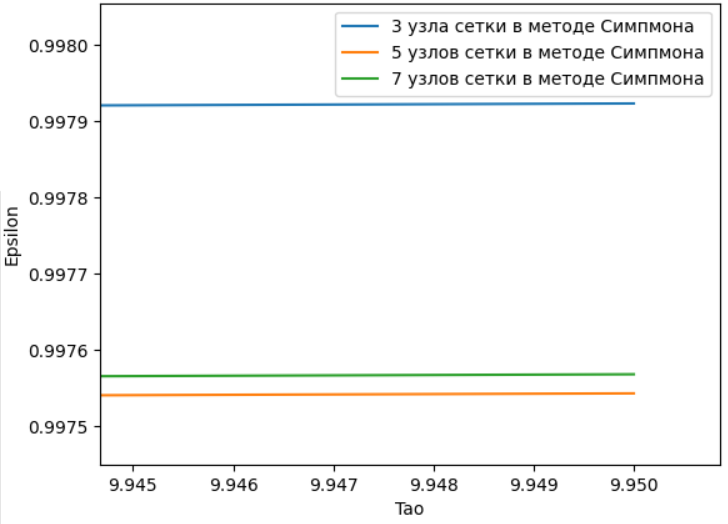 3 узла сетки в методе Симпмона
5 узлов сетки в методе Симпмона
7 узлов сетки в методе Симпмона
0.9980
0.9979
0.9978
0.9977
0.9976
0.9975
Epsilon
9.945 9.946 9.947 9.948 9.949 9.950
Tao